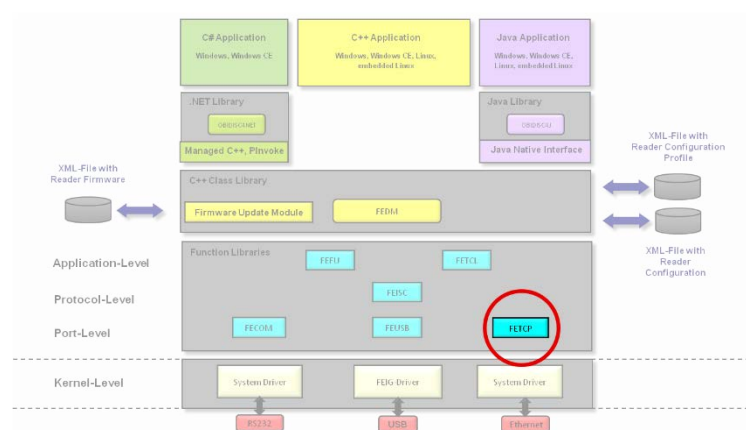 C# Application
Windows, Windows CE
C++ Application
Windows, Windows CE, Linux,
embedded Linux
Java Application
Windows, Windows CE,
Linux, embedded Linux
.NET Library
Managed C++, PInvoke
Java Library
Java Native Interface
XML-File with
Reader Firmware
XML-File with
Reader Configuration
Profile
C++ Class Library
Firmware Update Module
FEDM
XML-File with
Reader
Configuration
Function Libraries
Application-Level
FEFU
FETCL
Protocol-Level
FEISC
Port-Level
FECOM
FEUSB
FETCP
Kernel-Level
System Driver
FEIG-Driver
System Driver
RS232
USB
Ethernet